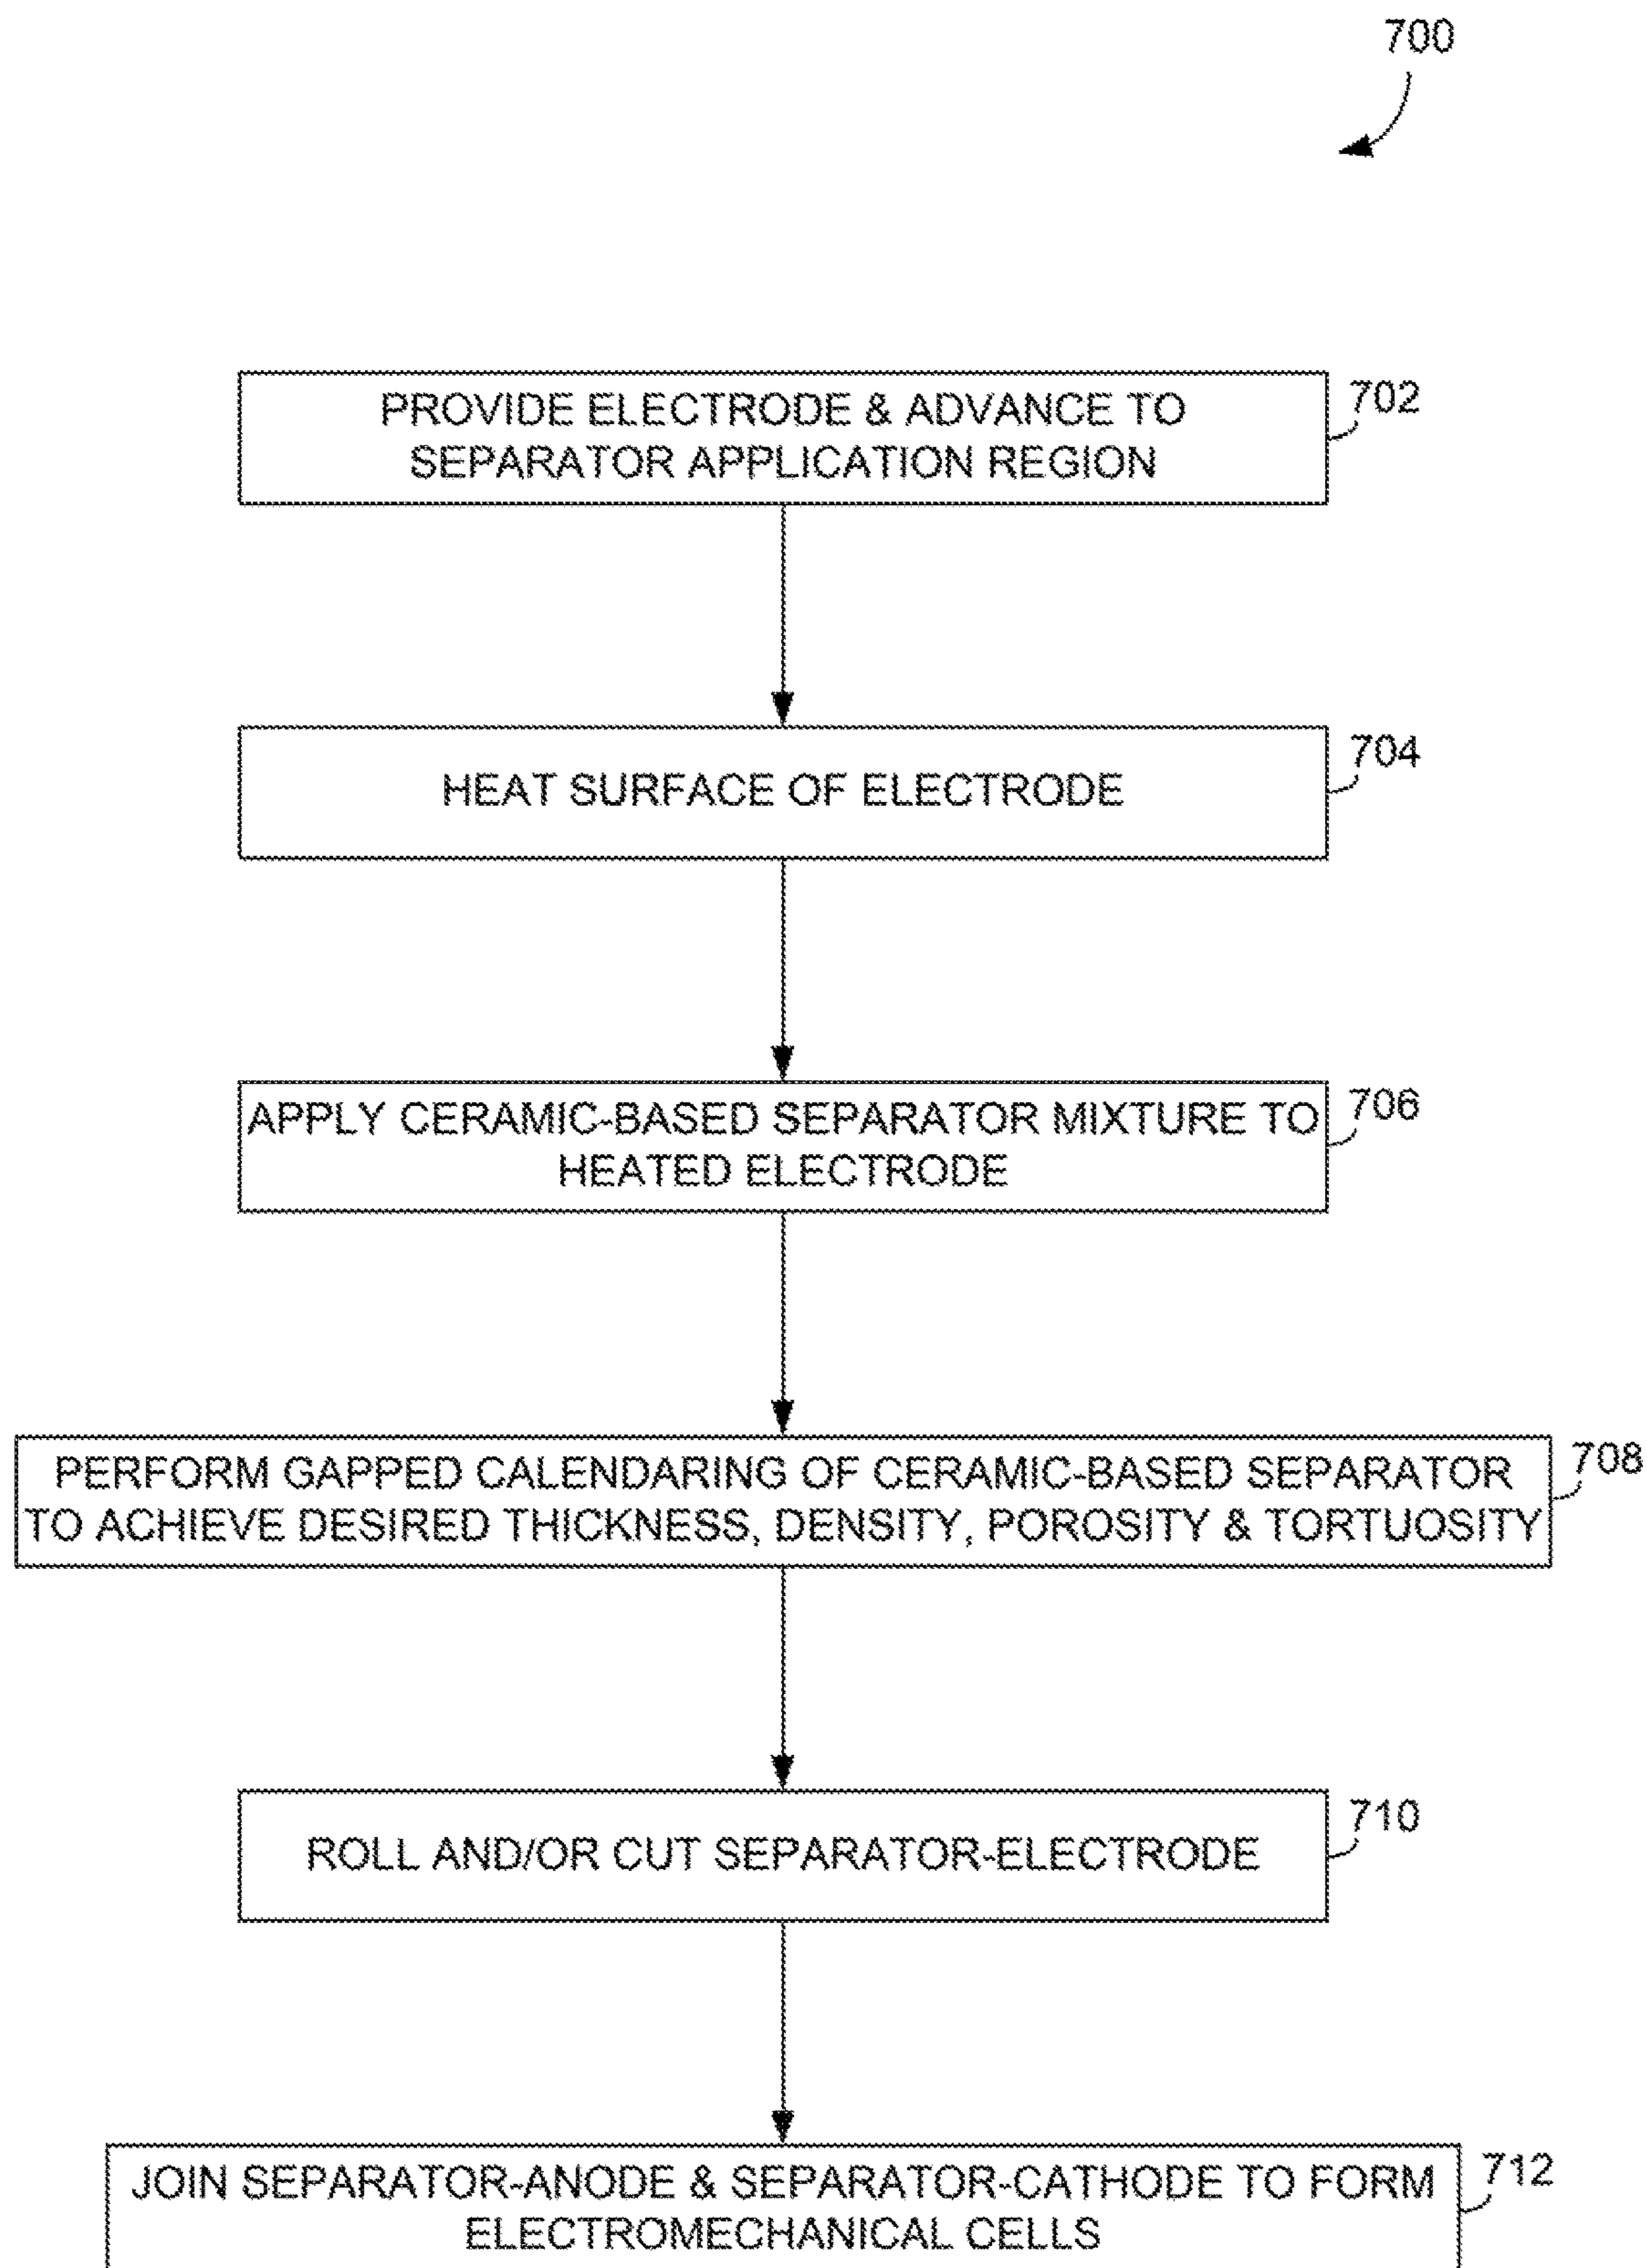 700
PROVIDE ELECTRODE & ADVANCE TO
SEPARATOR APPLICATION REGION
702
HEAT SURFACE OF ELECTRODE
704
APPLY CERAMIC-BASED SEPARATOR MIXTURE TO
HEATED ELECTRODE
706
PERFORM GAPPED CALENDARING OF CERAMIC-BASED SEPARATOR
TO ACHIEVE DESIRED THICKNESS, DENSITY, POROSITY & TORTUOSITY
708
ROLL AND/OR CUT SEPARATOR-ELECTRODE
710
JOIN SEPARATOR-ANODE & SEPARATOR-CATHODE TO FORM
ELECTROMECHANICAL CELLS
712